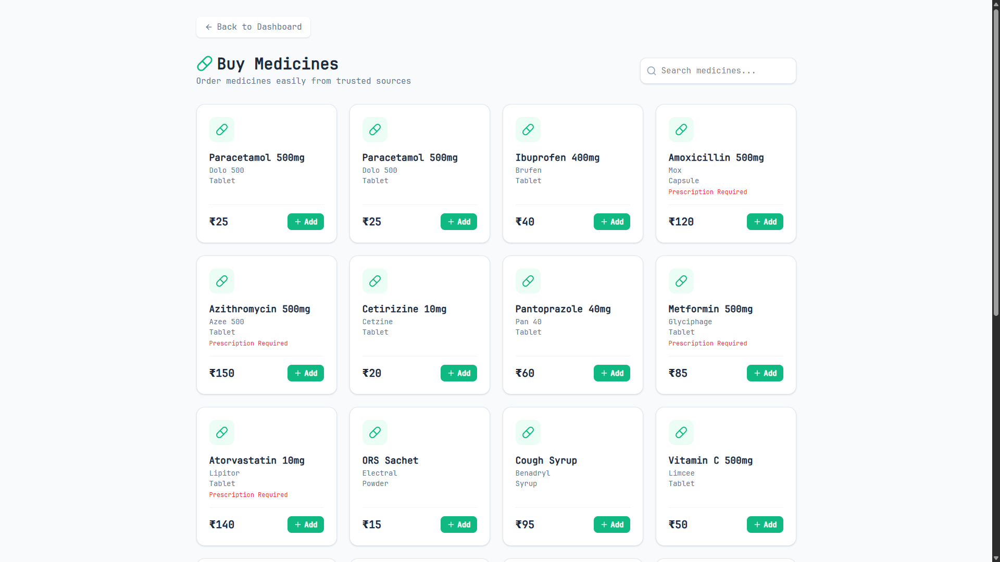 Back to Dashboard
Buy Medicines
Order medicines easily from trusted sources
Search medicines...
Paracetamol 500mg
Dolo 500
Tablet
₹25
Add
Paracetamol 500mg
Dolo 500
Tablet
₹25
Add
Ibuprofen 400mg
Brufen
Tablet
₹40
Add
Amoxicillin 500mg
Mox
Capsule
Prescription Required
₹120
Add
Azithromycin 500mg
Azee 500
Tablet
Prescription Required
₹150
Add
Cetirizine 10mg
Cetzine
Tablet
₹20
Add
Pantoprazole 40mg
Pan 40
Tablet
₹60
Add
Metformin 500mg
Glyciphage
Tablet
Prescription Required
₹85
Add
Atorvastatin 10mg
Lipitor
Tablet
Prescription Required
₹140
Add
ORS Sachet
Electral
Powder
₹15
Add
Cough Syrup
Benadryl
Syrup
₹95
Add
Vitamin C 500mg
Limcee
Tablet
₹50
Add